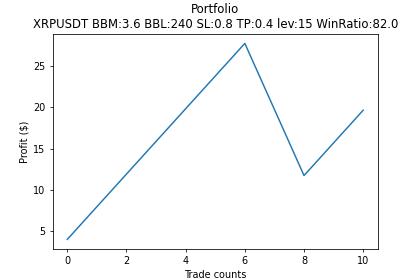 Portfolio
XRPUSDT BBM:3.6 BBL:240 SL:0.8 TP:0.4 lev:15 WinRatio:82.0
25
20
15
10
5
Profit ($)
0 2 4 6 8 10
Trade counts